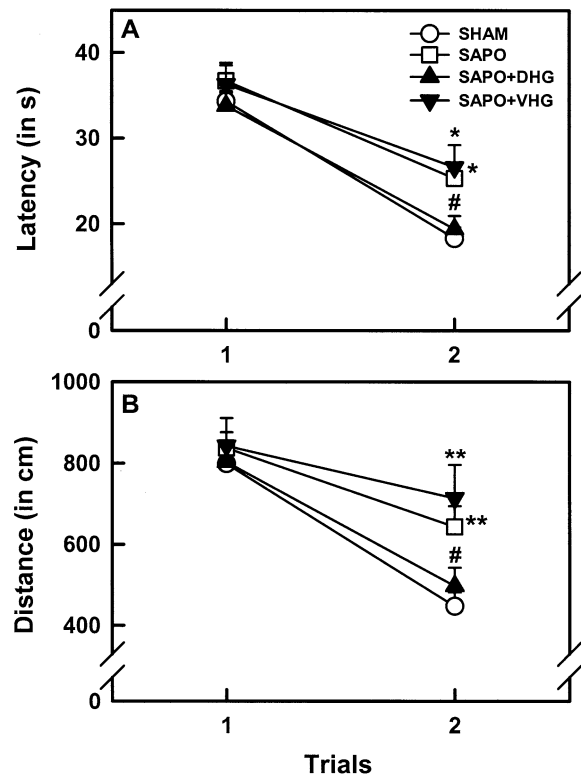 A
SHAM
SAPO
SAPO+DHG
SAPO+VHG
Latency (in s)
40
30
20
0
*
*
#
1
2
B
Distance (in cm)
1000
800
600
400
0
**
**
#
1
2
Trials